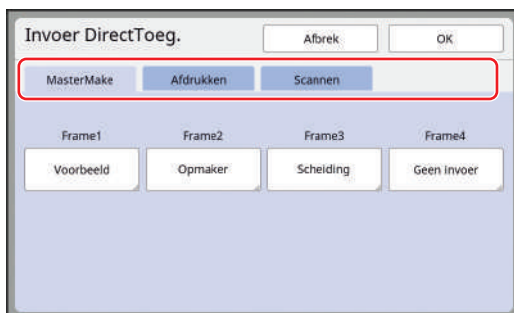 Invoer DirectToeg.
Afbrek
OK
MasterMake
Afdrukken
Scannen
Frame1
Frame2
Frame3
Frame4
Voorbeeld
Opmaker
Scheiding
Geen invoer